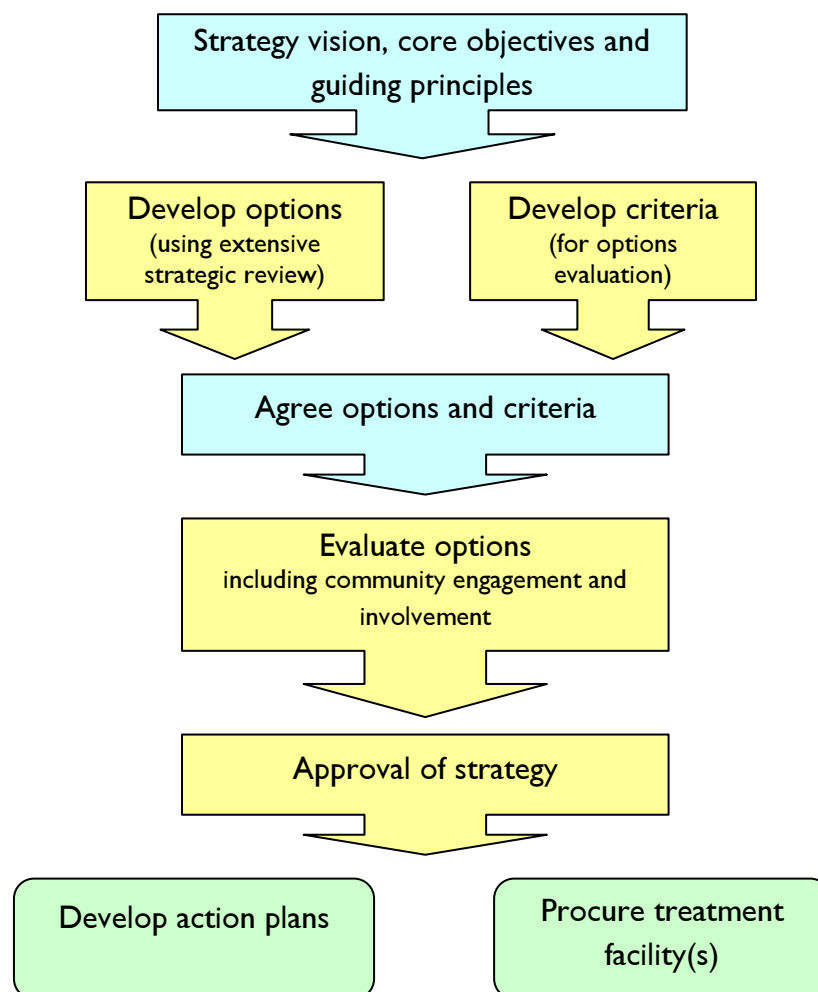 Strategy vision, core objectives and
guiding principles
Develop options
(using extensive
strategic review)
Develop criteria
(for options
evaluation)
Agree options and criteria
Evaluate options
including community engagement and
involvement
Approval of strategy
Develop action plans
Procure treatment
facility(s)